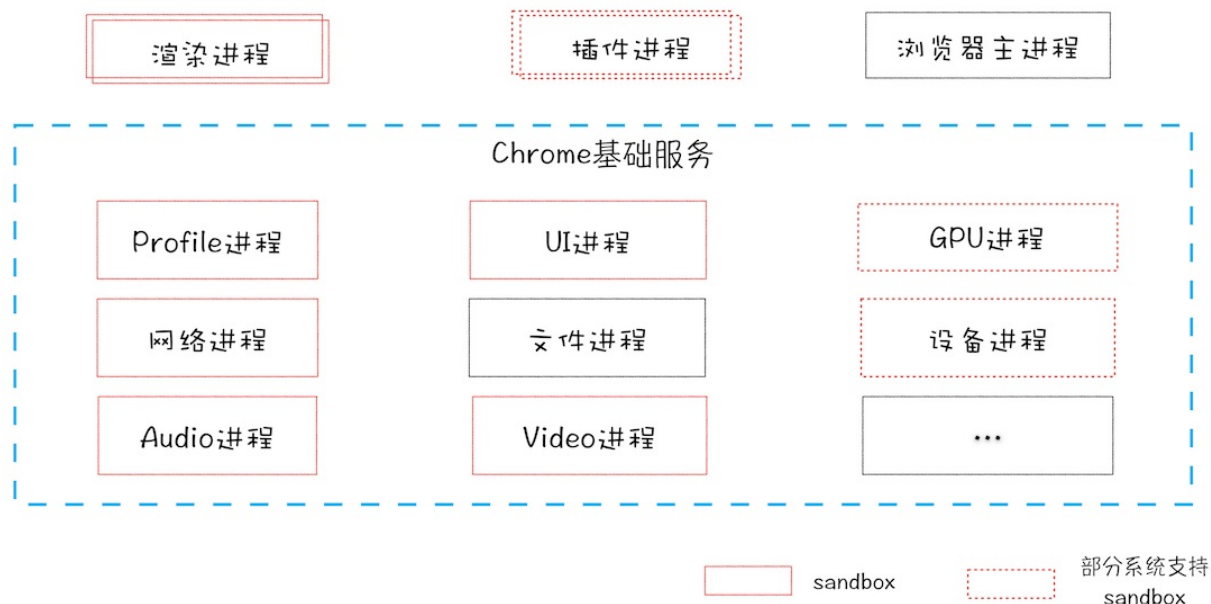 渲染进程
插件进程
浏览器主进程
Chrome基础服务
Profile进程
UI进程
GPU进程
网络进程
文件进程
设备进程
Audio进程
Video进程
...
sandbox
部分系统支持
sandbox